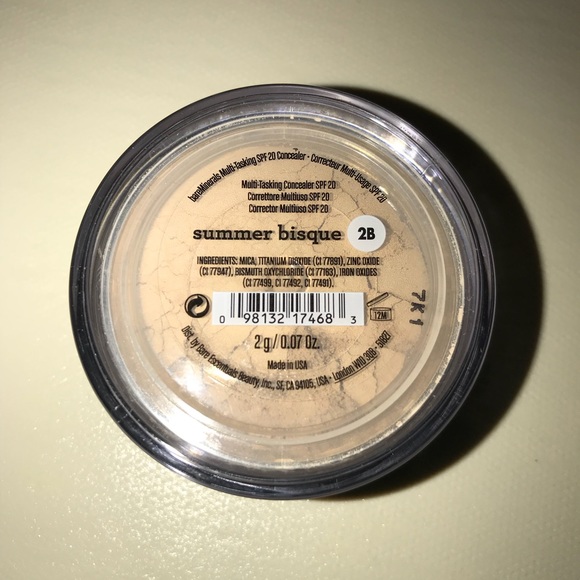 bareMinerals Multi-Tasking SPF 20 Concealer • Correcteur Multi-Usage SPF 20
Multi-Tasking Concealer SPF 20
Correttore Multiuso SPF 20
Corrector Multiuso SPF 20
summer bisque 2B
INGREDIENTS: MICA, TITANIUM DIOXIDE (CI 77891), ZINC OXIDE
(CI 77947), BISMUTH OXYCHLORIDE (CI 77163), IRON OXIDES
(CI 77499, CI 77492, CI 77491).
0 98132 17468 3
12M
7K1
2 g / 0.07 Oz.
Made in USA
Dist. by Bare Escentuals Beauty, Inc., SF, CA 94105, USA • London W1D 3QB •